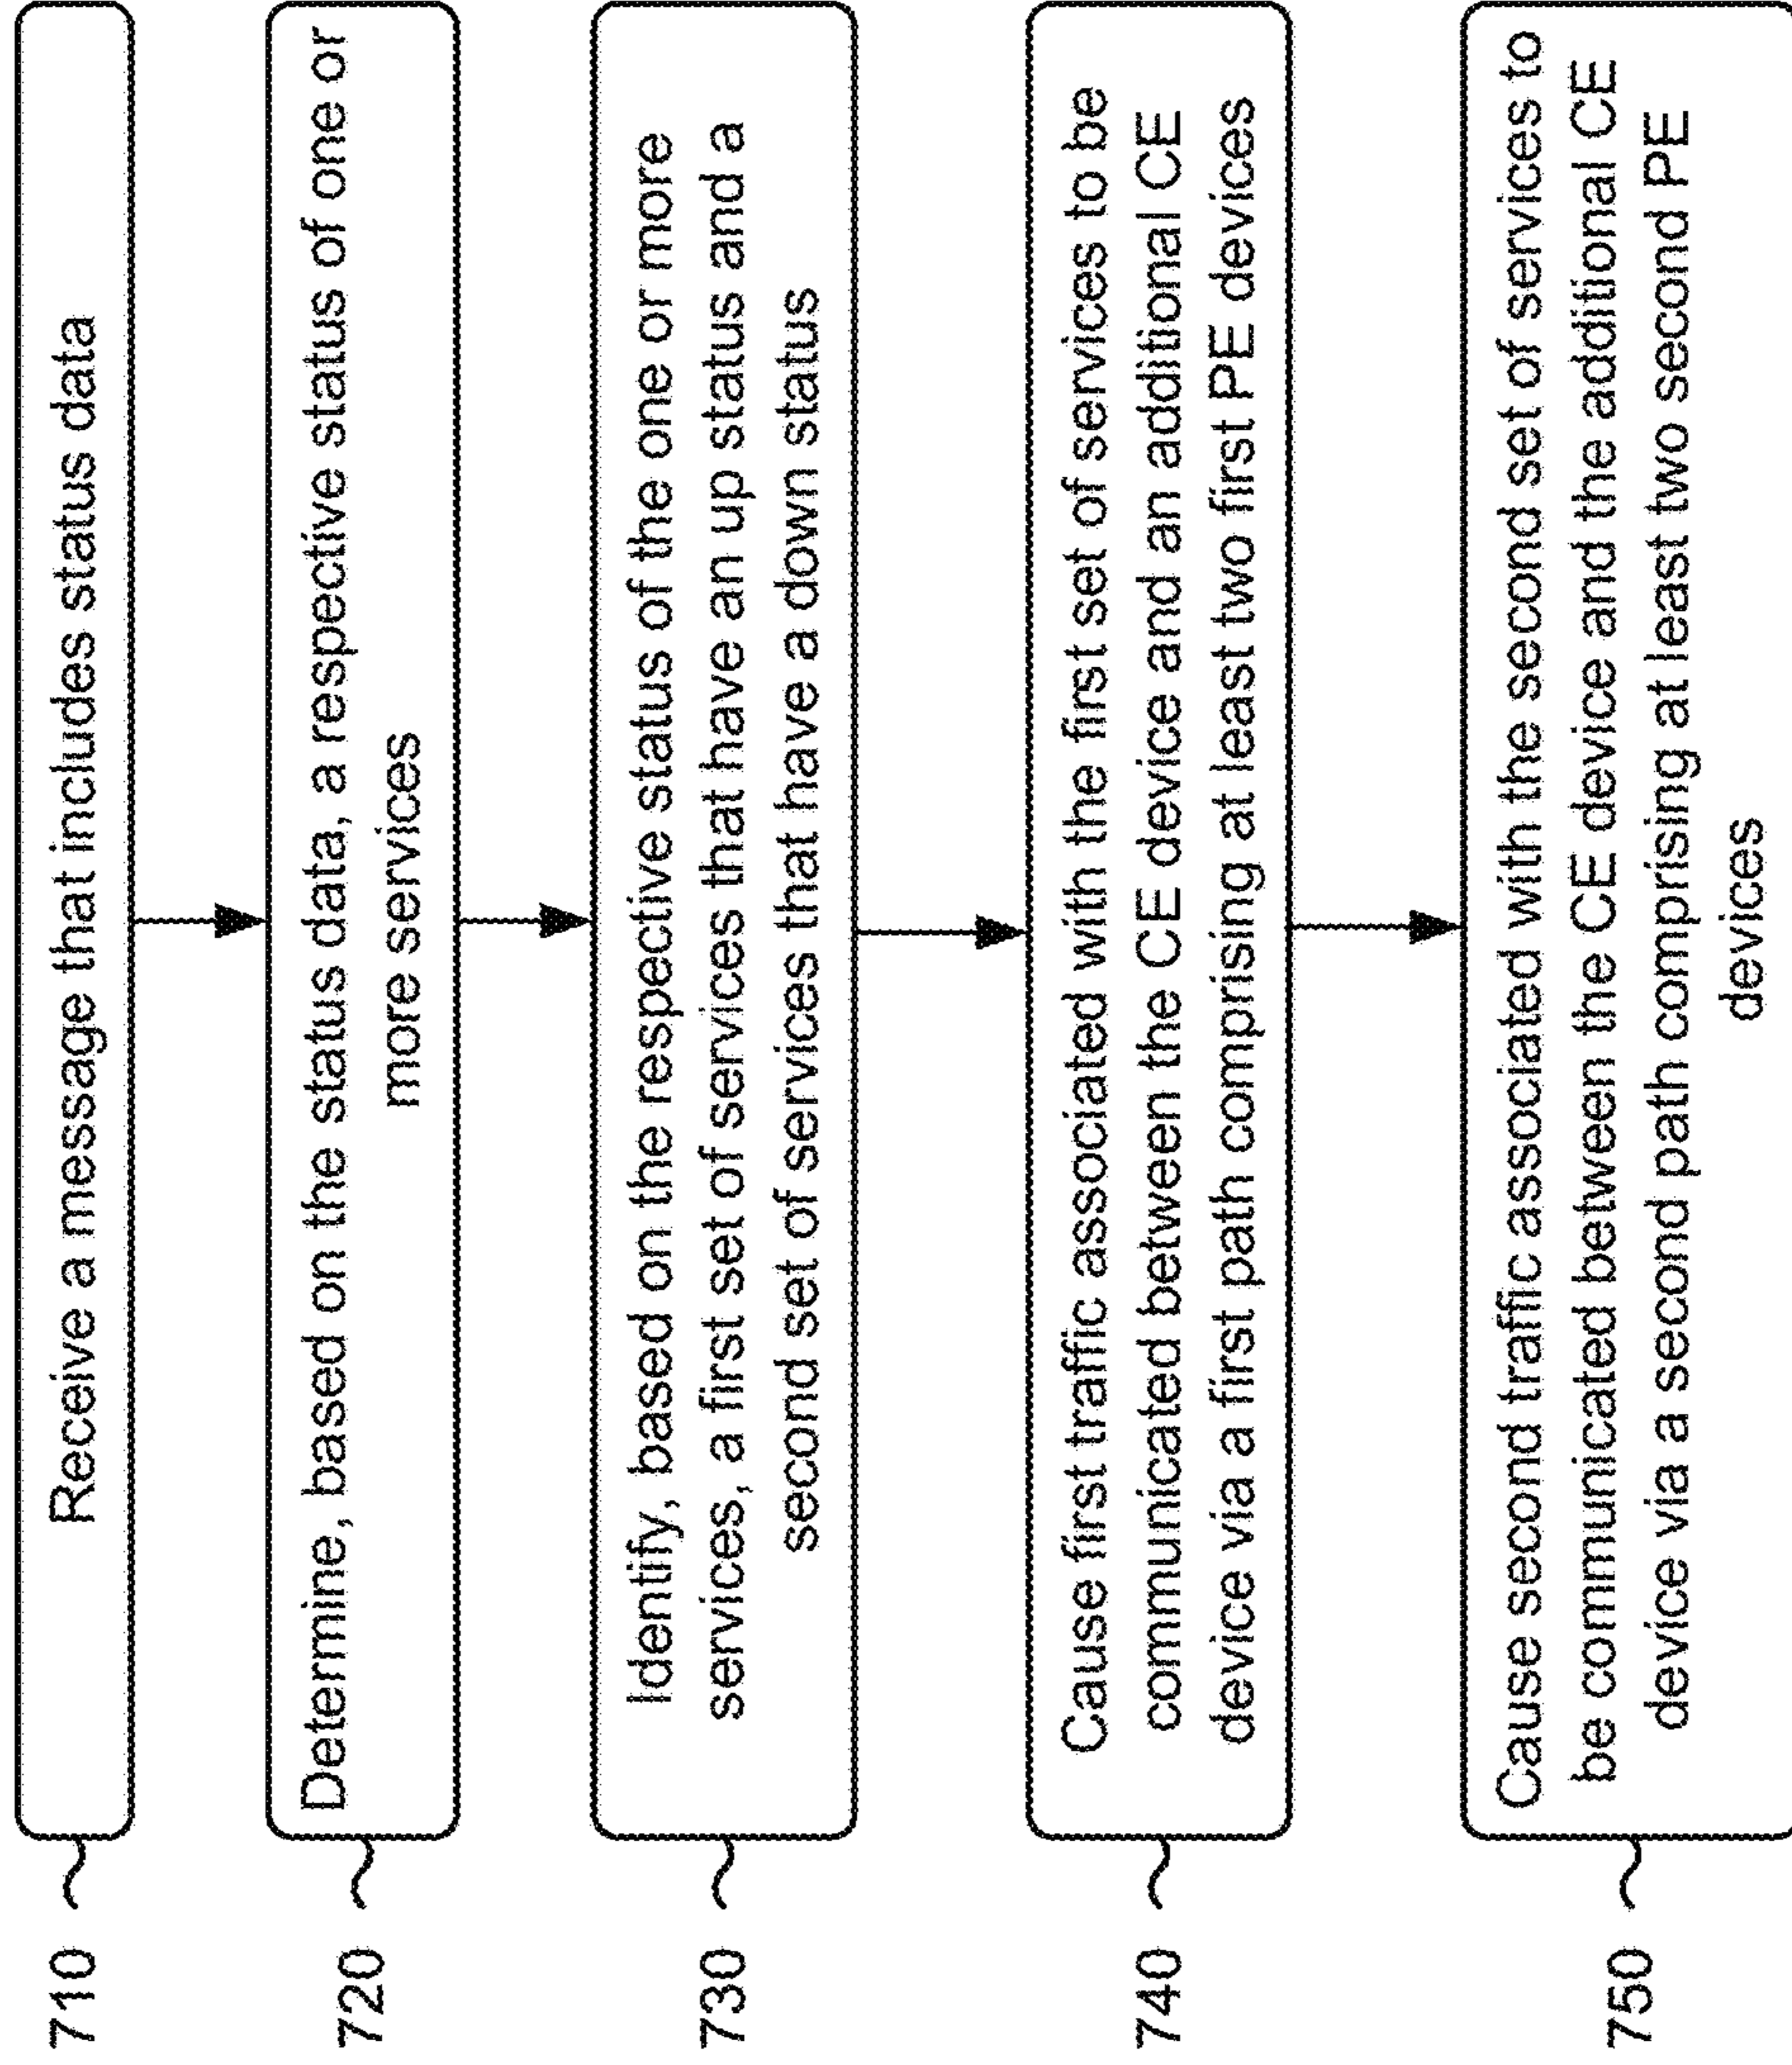 710
Receive a message that includes status data
720
Determine, based on the status data, a respective status of one or
more services
730
Identify, based on the respective status of the one or more
services, a first set of services that have an up status and a
second set of services that have a down status
740
Cause first traffic associated with the first set of services to be
communicated between the CE device and an additional CE
device via a first path comprising at least two first PE devices
750
Cause second traffic associated with the second set of services to
be communicated between the CE device and the additional CE
device via a second path comprising at least two second PE
devices